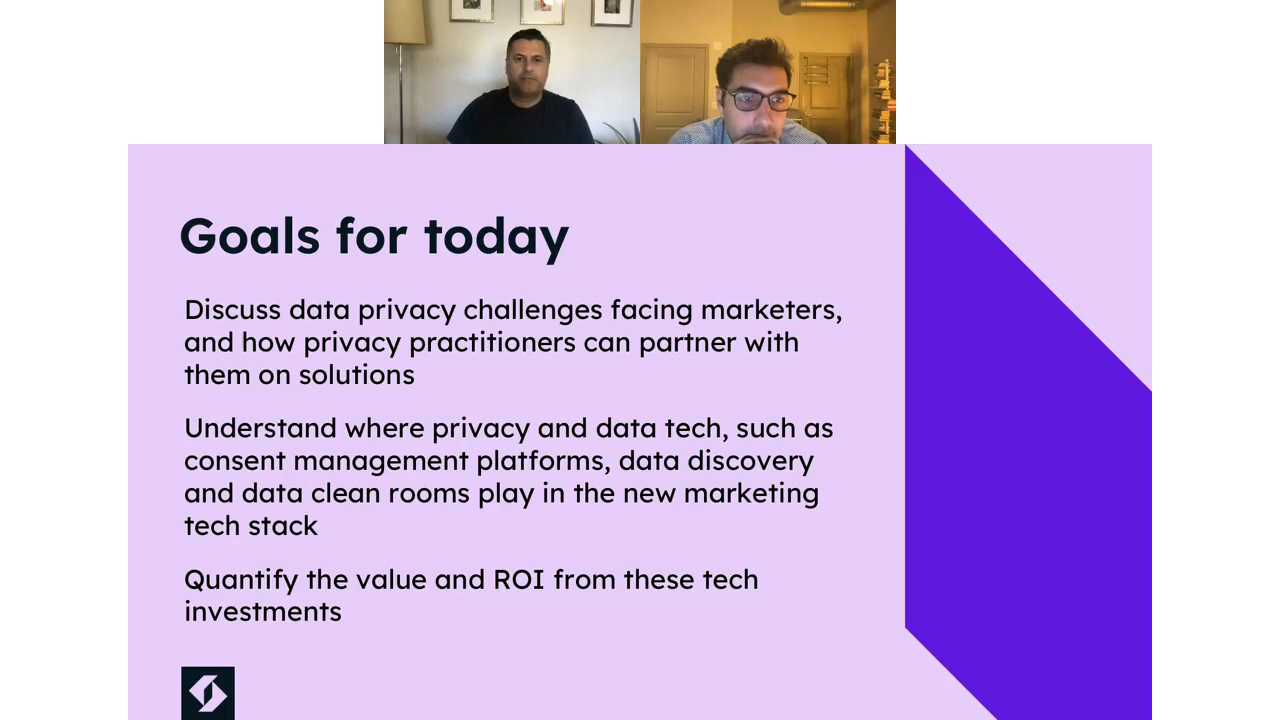 Goals for today
Discuss data privacy challenges facing marketers,
and how privacy practitioners can partner with
them on solutions
Understand where privacy and data tech, such as
consent management platforms, data discovery
and data clean rooms play in the new marketing
tech stack
Quantify the value and ROI from these tech
investments